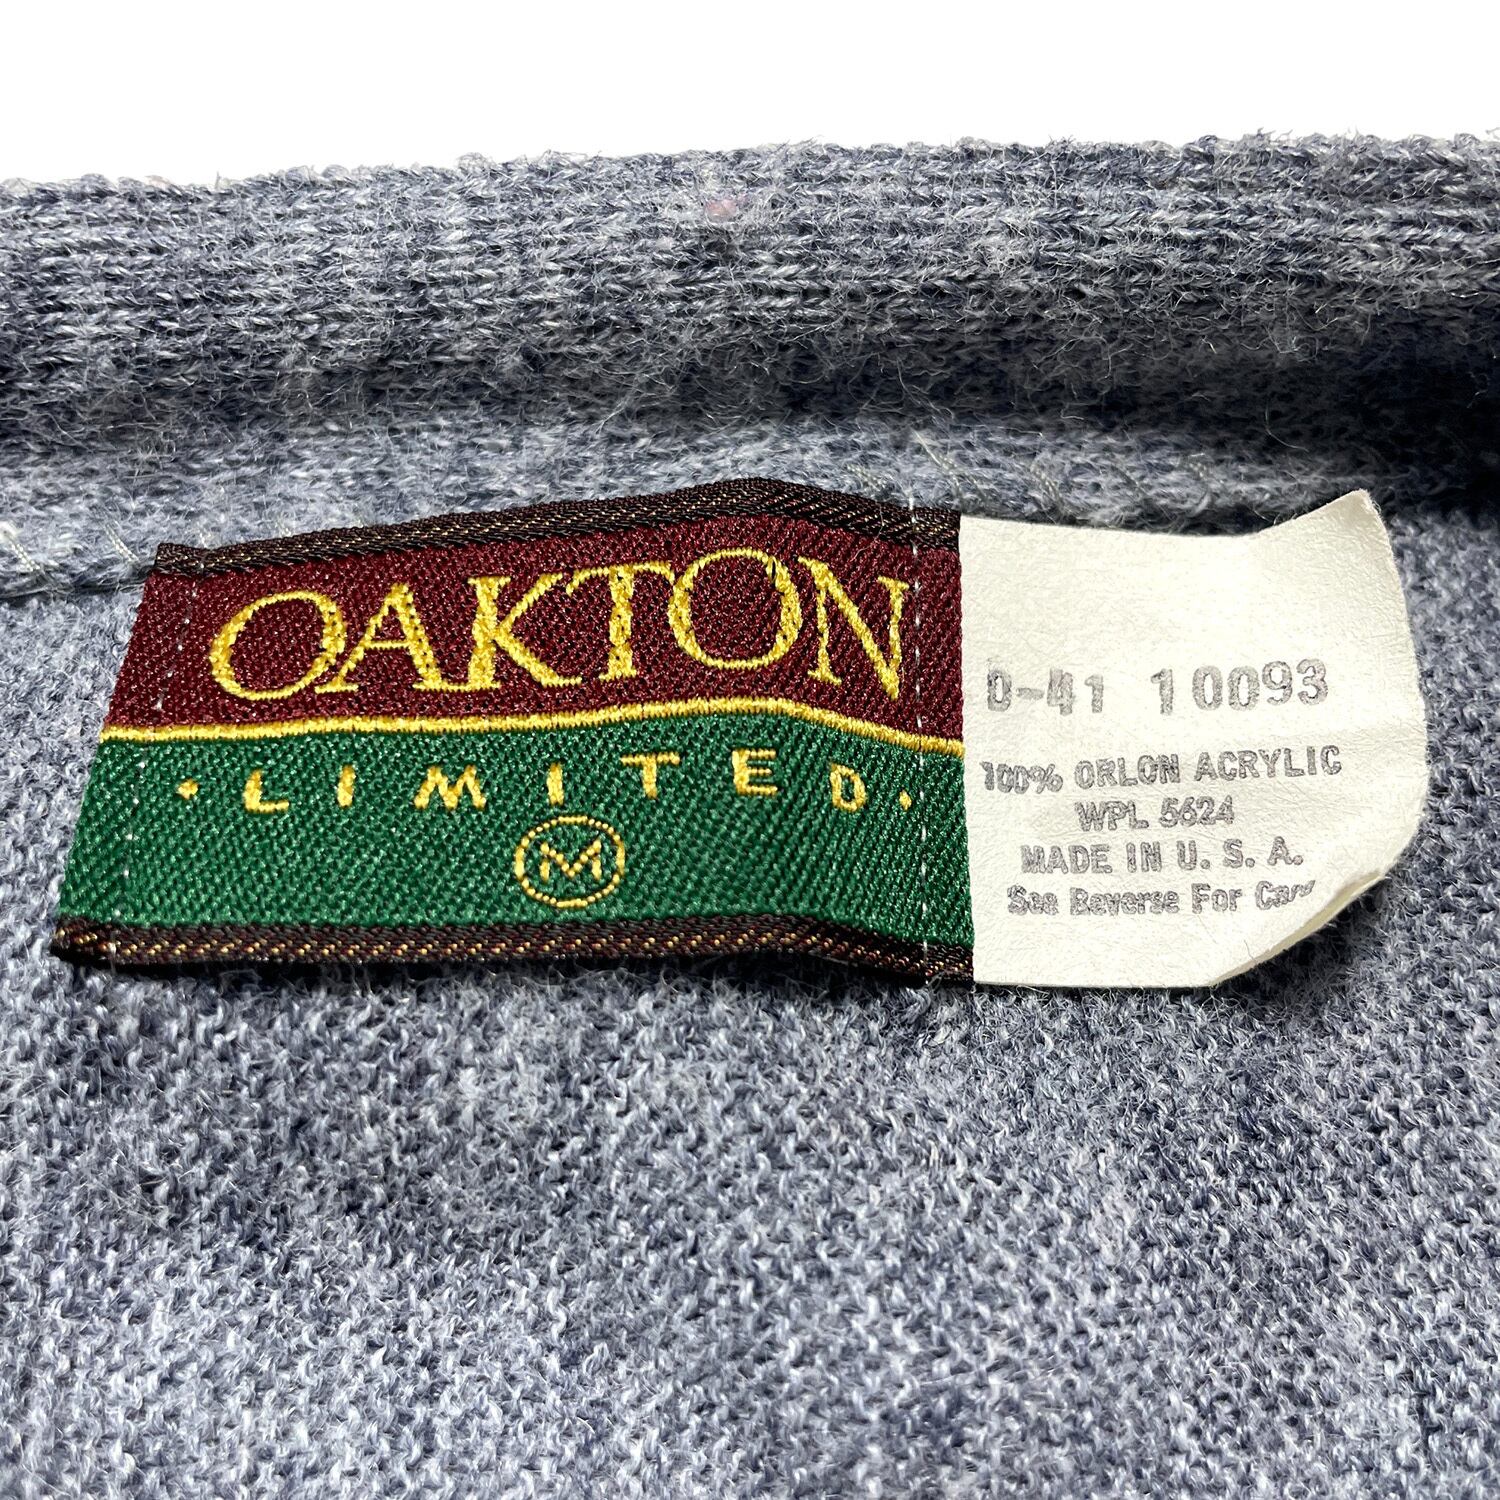 OAKTON
· LIMITED ·
M
D-41 10093
100% ORLON ACRYLIC
WPL 5624
MADE IN U. S. A.
See Reverse For Care